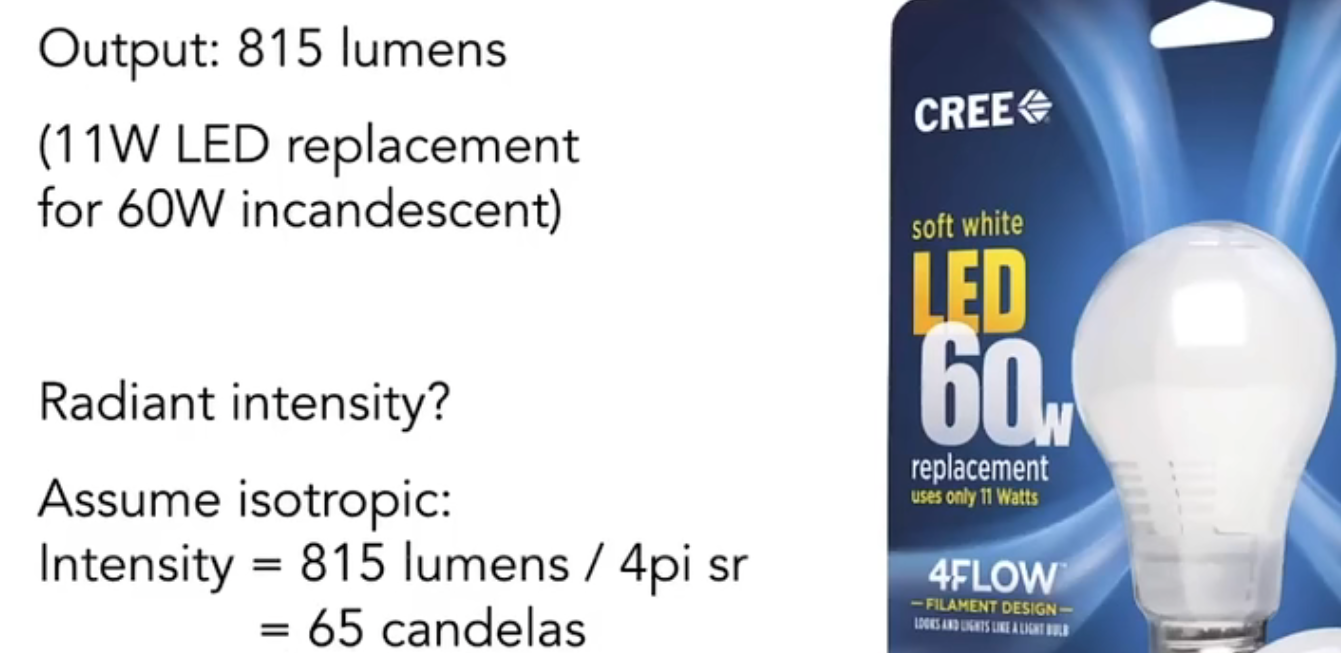 Output: 815 lumens
(11W LED replacement
for 60W incandescent)
Radiant intensity?
Assume isotropic:
Intensity = 815 lumens / 4pi sr
= 65 candelas
CREE
soft white
LED
60W
replacement
uses only 11 Watts
4FLOW™
FILAMENT DESIGN
LOOKS AND LIGHTS LIKE A LIGHT BULB